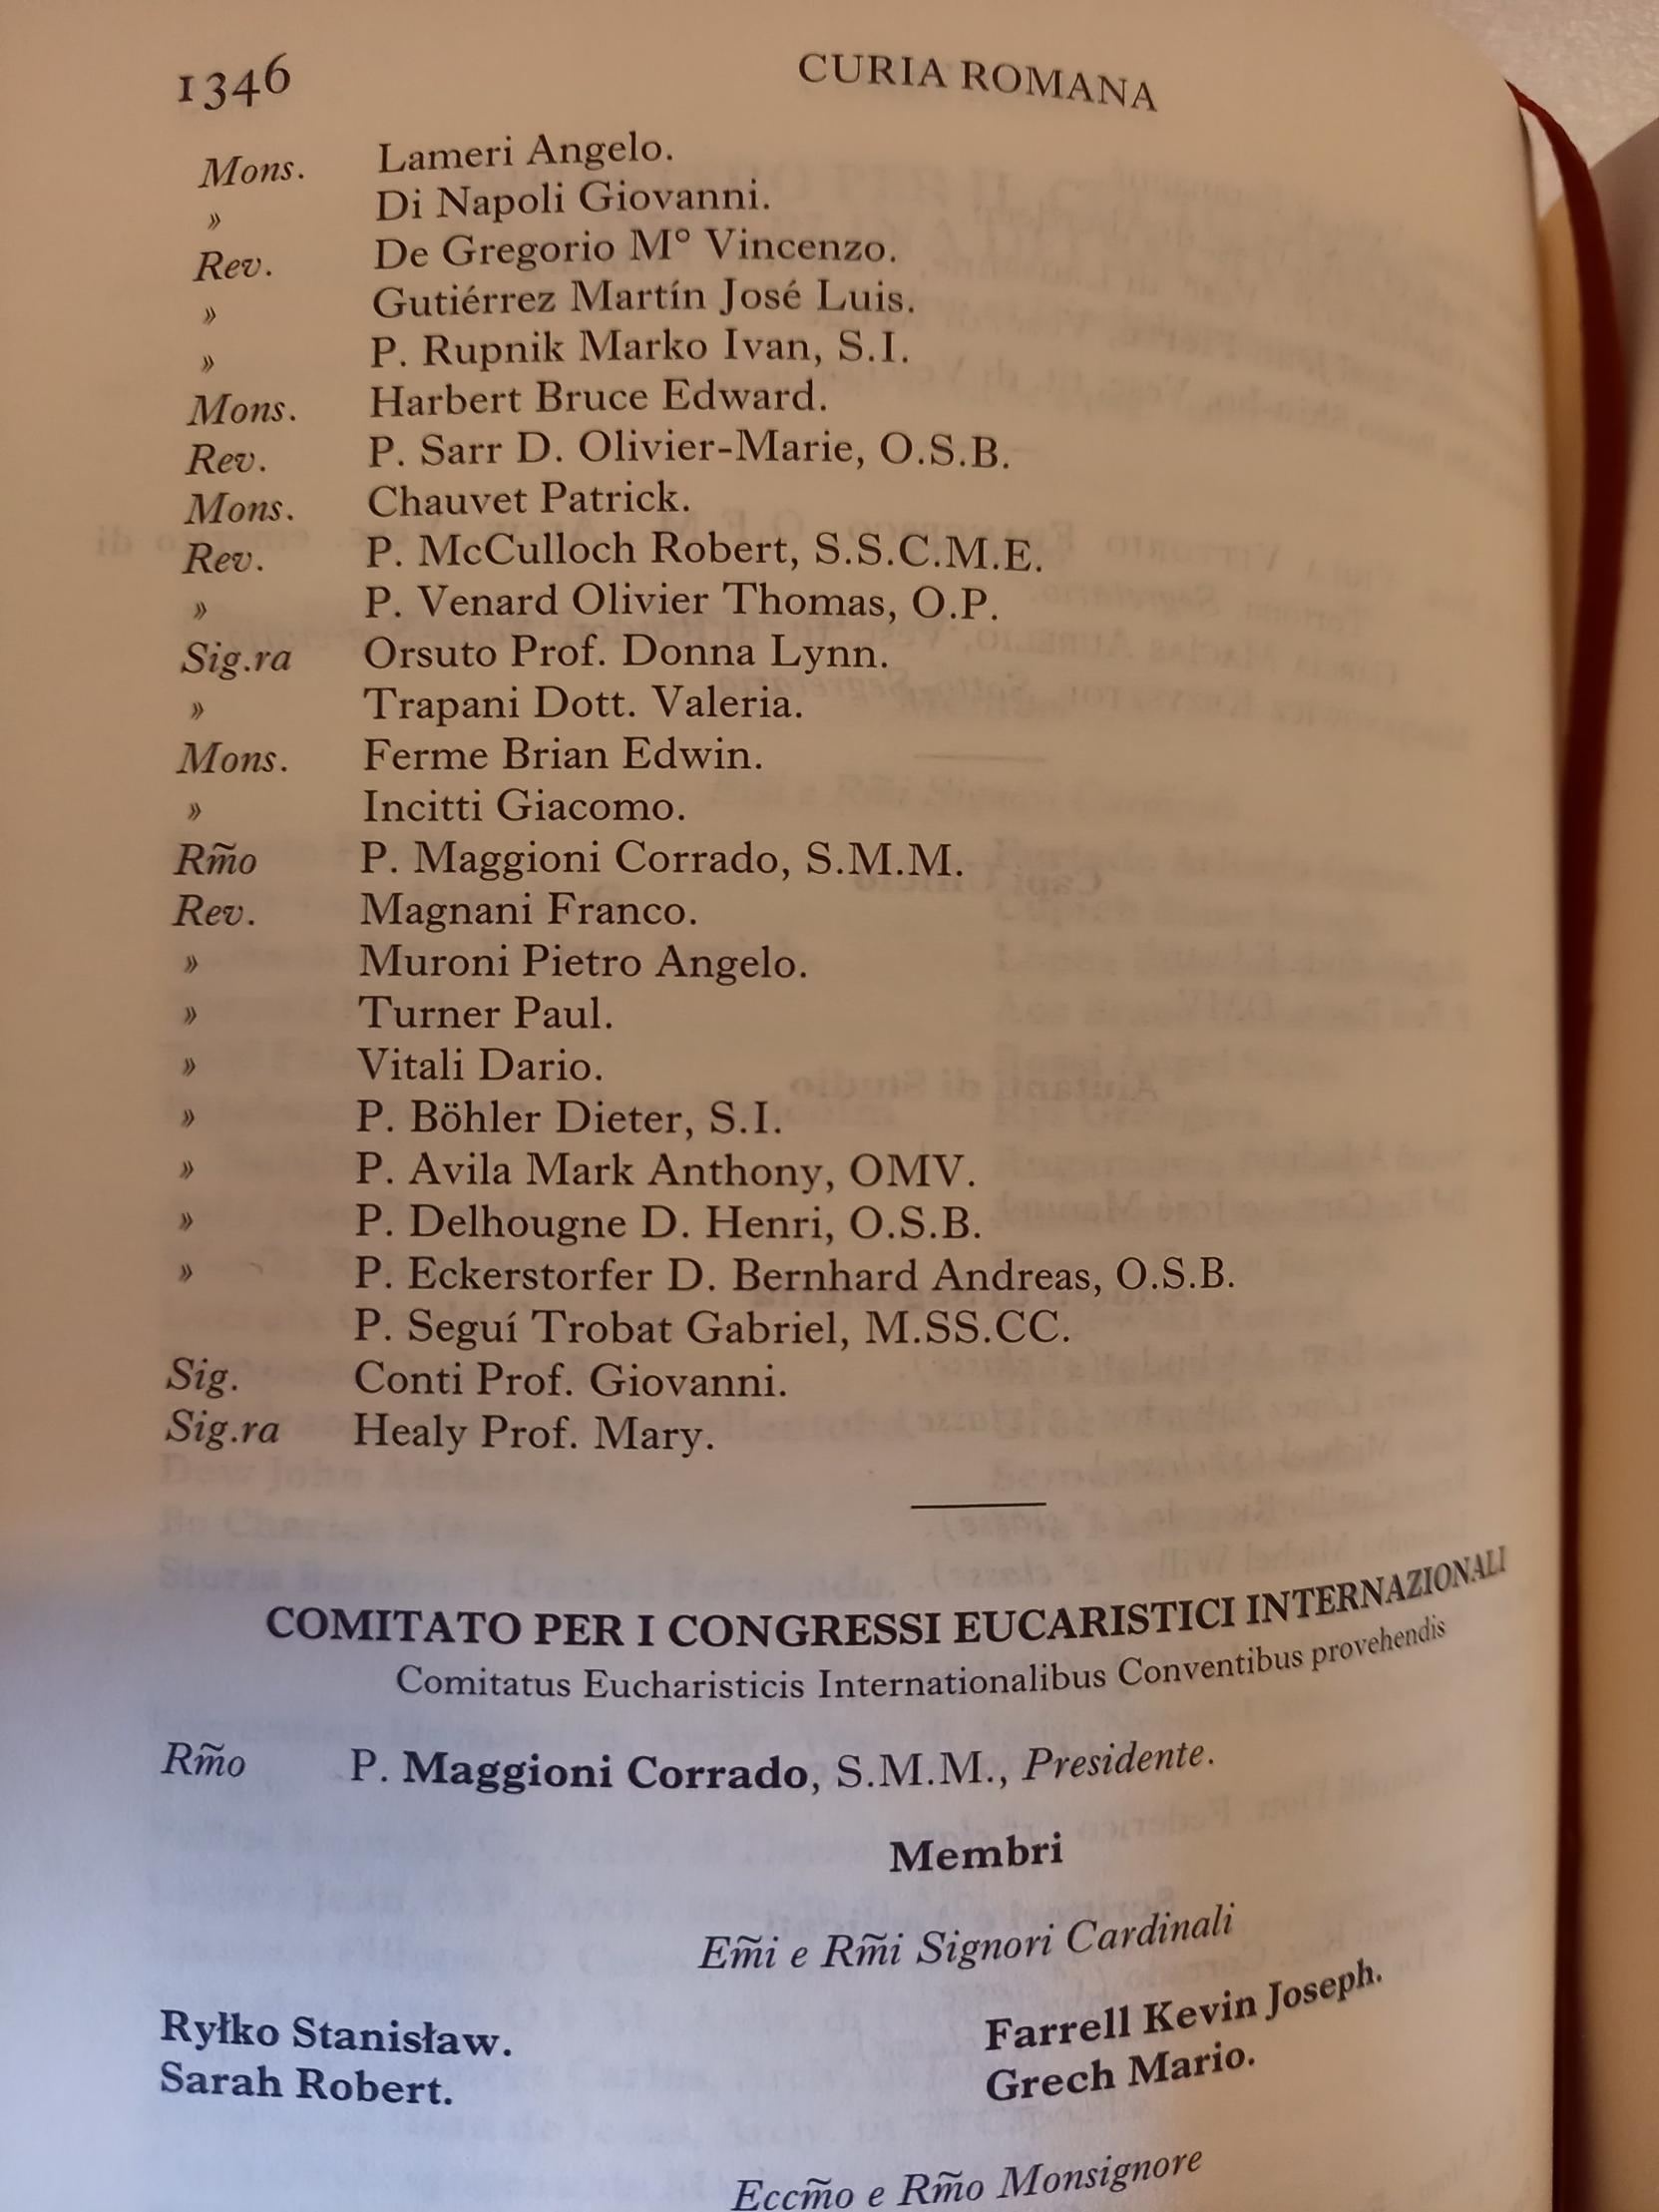 1346 CURIA ROMANA
Mons. Lameri Angelo.
» Di Napoli Giovanni.
Rev. De Gregorio M° Vincenzo.
» Gutiérrez Martín José Luis.
» P. Rupnik Marko Ivan, S.I.
Mons. Harbert Bruce Edward.
Rev. P. Sarr D. Olivier-Marie, O.S.B.
Mons. Chauvet Patrick.
Rev. P. McCulloch Robert, S.S.C.M.E.
» P. Venard Olivier Thomas, O.P.
Sig.ra Orsuto Prof. Donna Lynn.
» Trapani Dott. Valeria.
Mons. Ferme Brian Edwin.
» Incitti Giacomo.
Rm̃o P. Maggioni Corrado, S.M.M.
Rev. Magnani Franco.
» Muroni Pietro Angelo.
» Turner Paul.
» Vitali Dario.
» P. Böhler Dieter, S.I.
» P. Avila Mark Anthony, OMV.
» P. Delhougne D. Henri, O.S.B.
» P. Eckerstorfer D. Bernhard Andreas, O.S.B.
P. Seguí Trobat Gabriel, M.SS.CC.
Sig. Conti Prof. Giovanni.
Sig.ra Healy Prof. Mary.
COMITATO PER I CONGRESSI EUCARISTICI INTERNAZIONALI
Comitatus Eucharisticis Internationalibus Conventibus provehendis
Rm̃o P. Maggioni Corrado, S.M.M., Presidente.
Membri
Em̃i e Rm̃i Signori Cardinali
Ryłko Stanisław. Farrell Kevin Joseph.
Sarah Robert. Grech Mario.
Eccm̃o e Rm̃o Monsignore